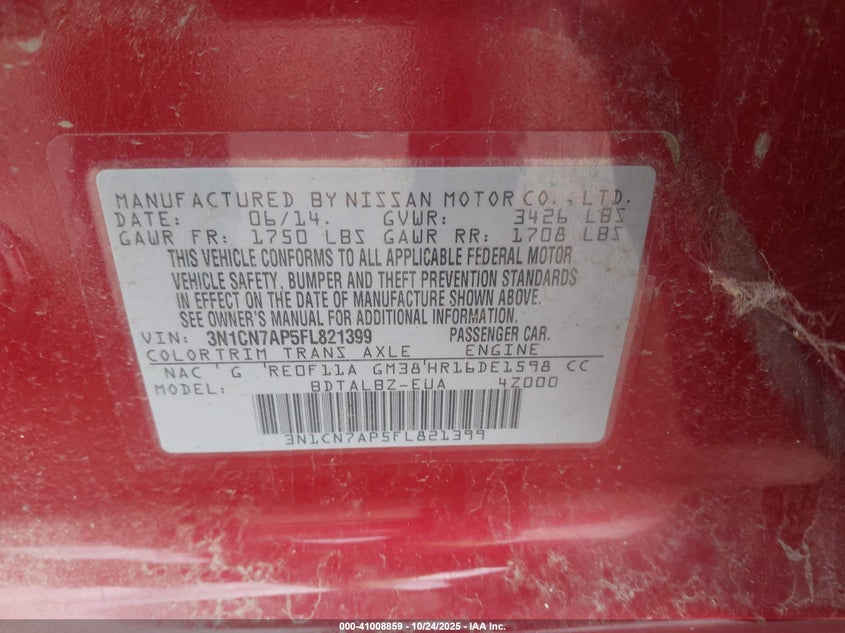 MANUFACTURED BY NISSAN MOTOR CO., LTD.
DATE: 06/14. GVWR: 3426 LBS
GAWR FR: 1750 LBS GAWR RR: 1708 LBS
THIS VEHICLE CONFORMS TO ALL APPLICABLE FEDERAL MOTOR
VEHICLE SAFETY, BUMPER AND THEFT PREVENTION STANDARDS
IN EFFECT ON THE DATE OF MANUFACTURE SHOWN ABOVE.
SEE OWNER'S MANUAL FOR ADDITIONAL INFORMATION.
VIN: 3N1CN7AP5FL821399 PASSENGER CAR.
COLOR TRIM TRANS AXLE ENGINE
NAC G RE0F11A GM38 HR16DE1598 CC
MODEL: BDTALBZ-EUA 4Z000
3N1CN7AP5FL821399
000-41008859 | 10/24/2025 | IAA Inc.